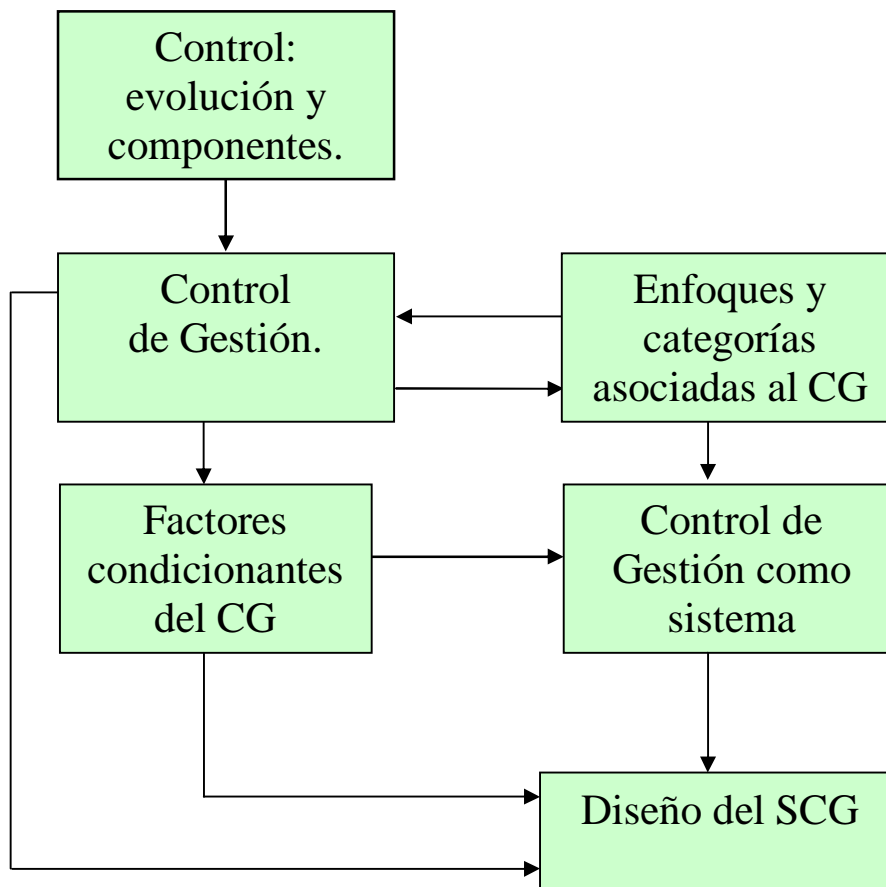 Control:
evolución y
componentes.
Control
de Gestión.
Enfoques y
categorías
asociadas al CG
Factores
condicionantes
del CG
Control de
Gestión como
sistema
Diseño del SCG